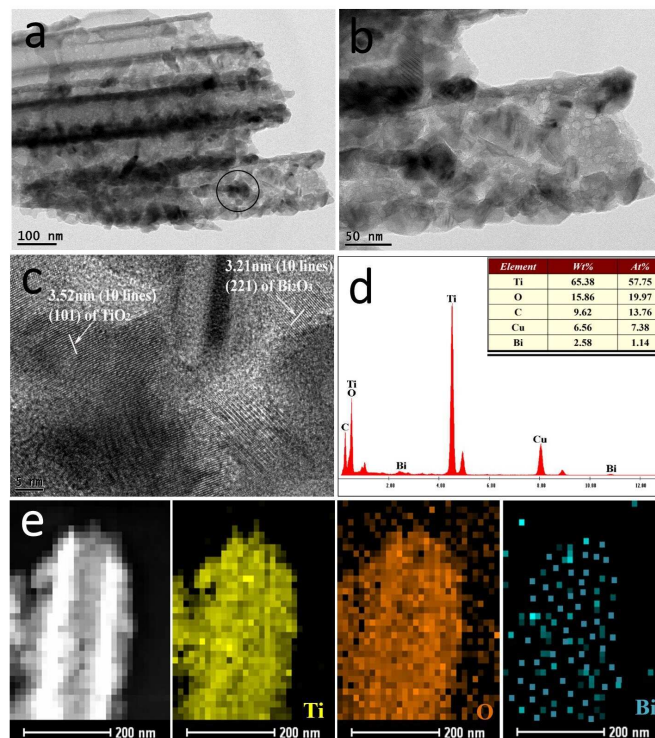 a
100 nm
b
50 nm
c
3.52nm (10 lines)
(101) of TiO₂
3.21nm (10 lines)
(221) of Bi₂O₃
5 nm
d
Element Wt% At%
Ti 65.38 57.75
O 15.86 19.97
C 9.62 13.76
Cu 6.56 7.38
Bi 2.58 1.14
Ti
Ti
O
C
Bi
Cu
Bi
2.00 4.00 6.00 8.00 10.00 12.00
e
200 nm
Ti
200 nm
O
200 nm
Bi
200 nm